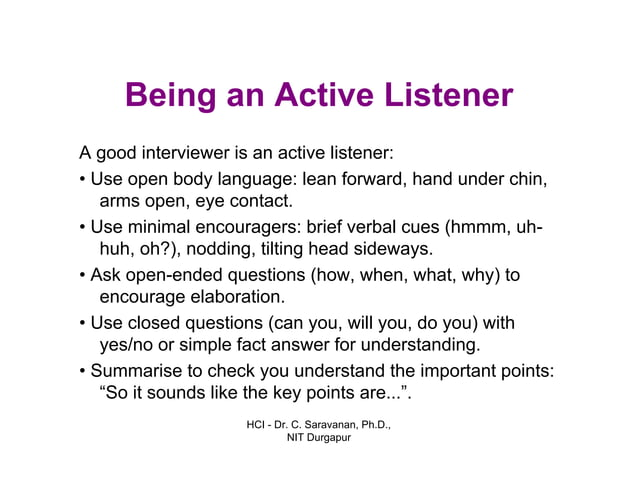 Being an Active Listener
A good interviewer is an active listener:
• Use open body language: lean forward, hand under chin,
arms open, eye contact.
• Use minimal encouragers: brief verbal cues (hmmm, uh-
huh, oh?), nodding, tilting head sideways.
• Ask open-ended questions (how, when, what, why) to
encourage elaboration.
• Use closed questions (can you, will you, do you) with
yes/no or simple fact answer for understanding.
• Summarise to check you understand the important points:
“So it sounds like the key points are...”.
HCI - Dr. C. Saravanan, Ph.D.,
NIT Durgapur